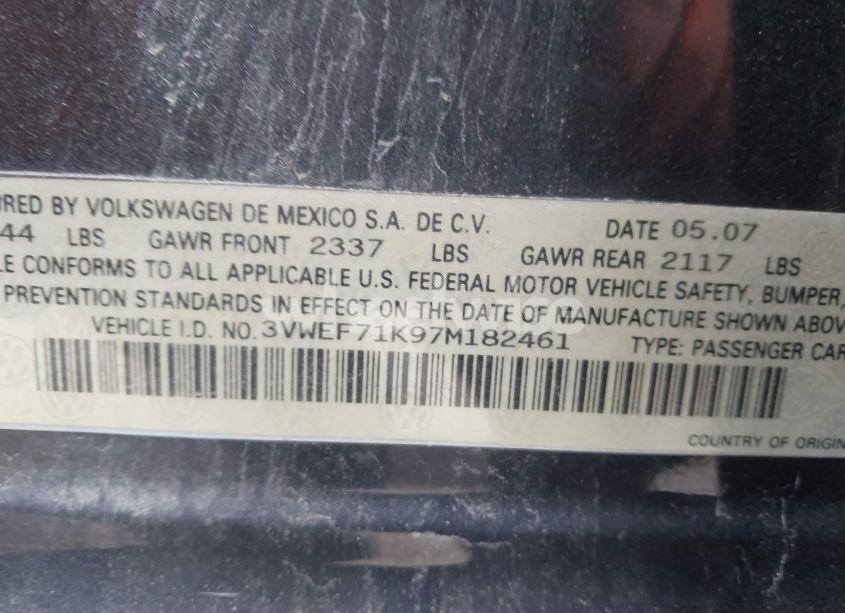 URED BY VOLKSWAGEN DE MEXICO S.A. DE C.V. DATE 05.07
44 LBS GAWR FRONT 2337 LBS GAWR REAR 2117 LBS
LE CONFORMS TO ALL APPLICABLE U.S. FEDERAL MOTOR VEHICLE SAFETY, BUMPER,
PREVENTION STANDARDS IN EFFECT ON THE DATE OF MANUFACTURE SHOWN ABOV
VEHICLE I.D. NO. 3VWEF71K97M182461 TYPE: PASSENGER CAR
COUNTRY OF ORIGIN